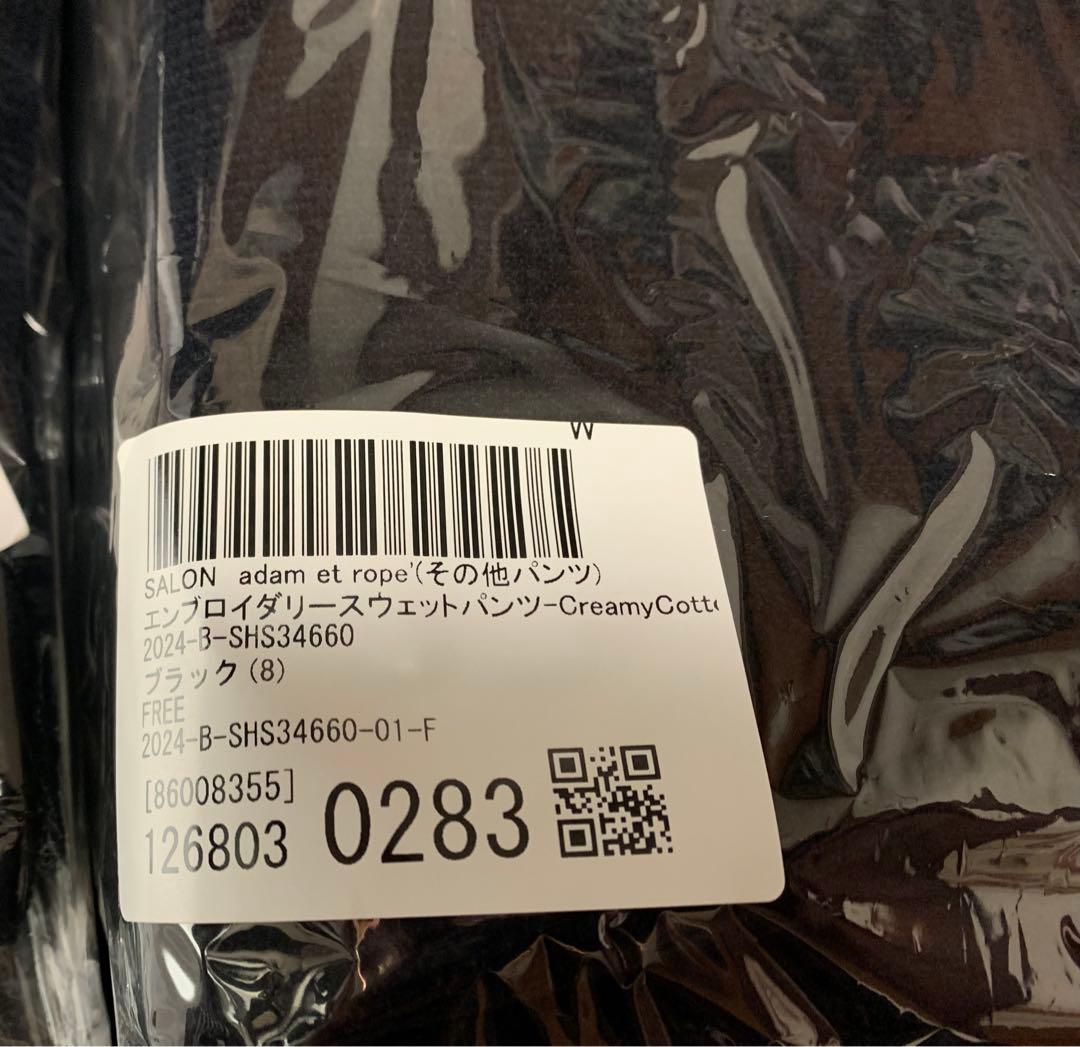 W
SALON adam et rope'(その他パンツ)
エンブロイダリースウェットパンツ-CreamyCott
2024-B-SHS34660
ブラック(8)
FREE
2024-B-SHS34660-01-F
[86008355]
126803 0283